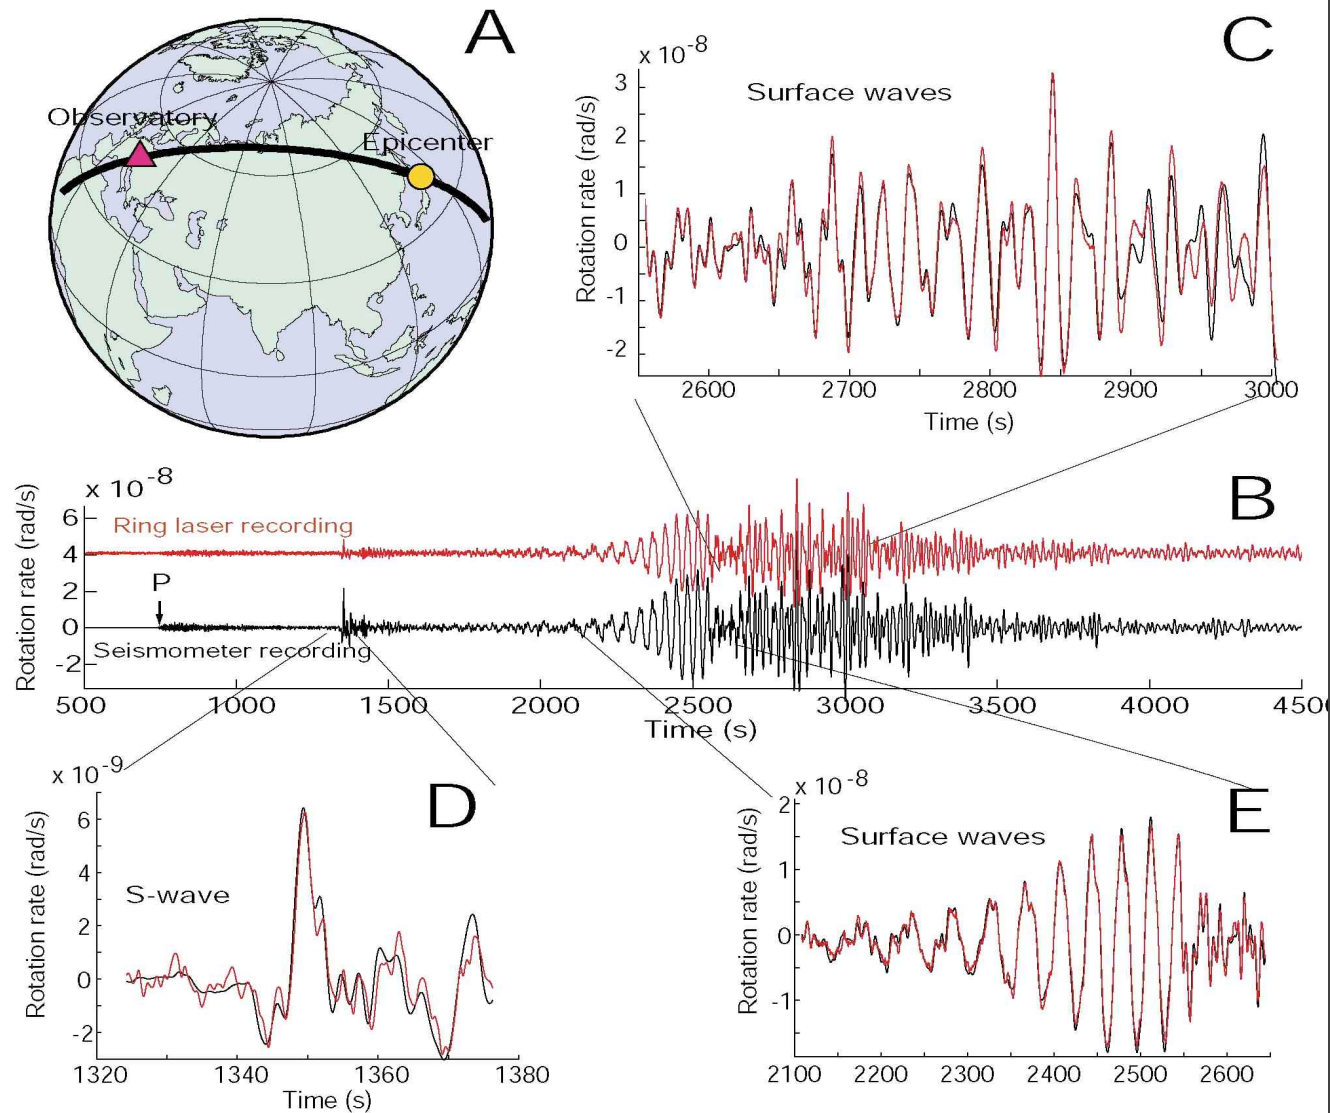 A
Observatory
Epicenter
C
x 10-8
Surface waves
Rotation rate (rad/s)
3
2
1
0
-1
-2
2600 2700 2800 2900 3000
Time (s)
B
x 10-8
Ring laser recording
Rotation rate (rad/s)
6
4
2
0
-2
P
Seismometer recording
500 1000 1500 2000 2500 3000 3500 4000 4500
Time (s)
D
x 10-9
S-wave
Rotation rate (rad/s)
6
4
2
0
-2
1320 1340 1360 1380
Time (s)
E
x 10-8
Surface waves
Rotation rate (rad/s)
2
1
0
-1
2100 2200 2300 2400 2500 2600